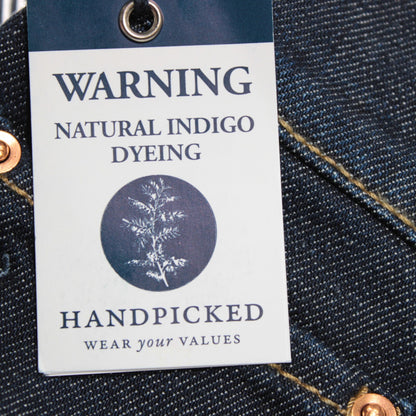 WARNING
NATURAL INDIGO
DYEING
HANDPICKED
WEAR your VALUES